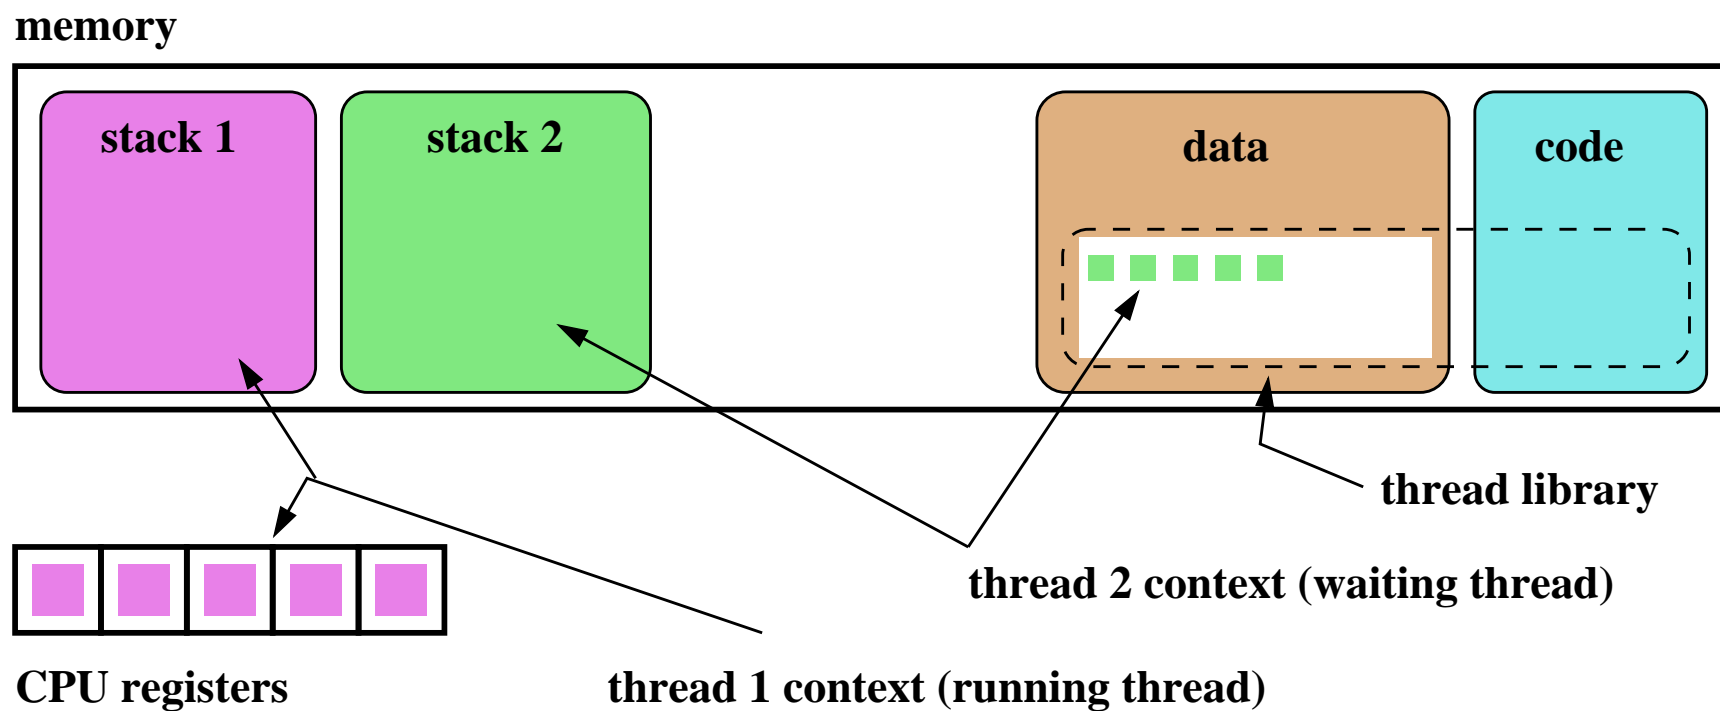 memory
stack 1
stack 2
data
code
thread library
thread 2 context (waiting thread)
CPU registers
thread 1 context (running thread)